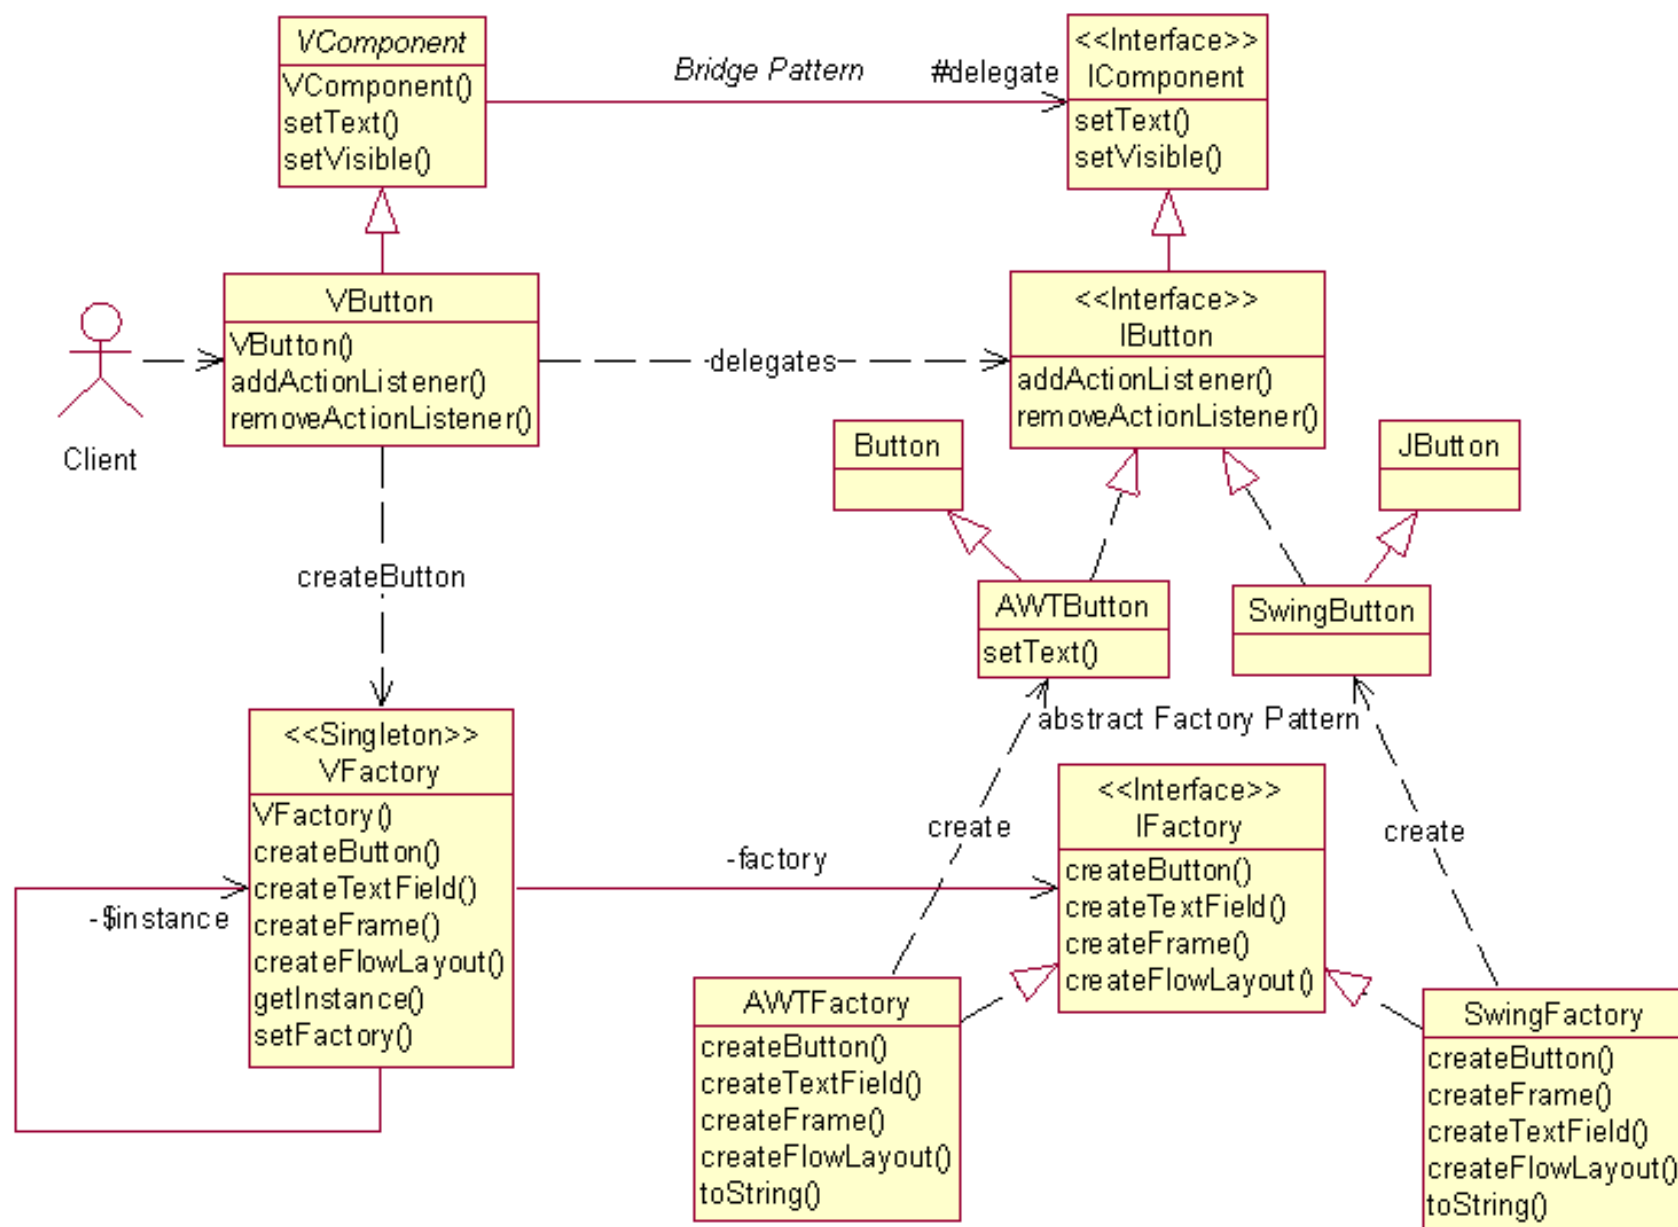 VComponent
VComponent()
setText()
setVisible()
Bridge Pattern
#delegate
<<Interface>>
IComponent
setText()
setVisible()
Client
VButton
VButton()
addActionListener()
removeActionListener()
-delegates
<<Interface>>
IButton
addActionListener()
removeActionListener()
Button
JButton
createButton
AWTButton
setText()
SwingButton
abstract Factory Pattern
<<Singleton>>
VFactory
VFactory()
createButton()
createTextField()
createFrame()
createFlowLayout()
getInstance()
setFactory()
-$instance
-factory
create
<<Interface>>
IFactory
createButton()
createTextField()
createFrame()
createFlowLayout()
create
AWTFactory
createButton()
createTextField()
createFrame()
createFlowLayout()
toString()
SwingFactory
createButton()
createFrame()
createTextField()
createFlowLayout()
toString()